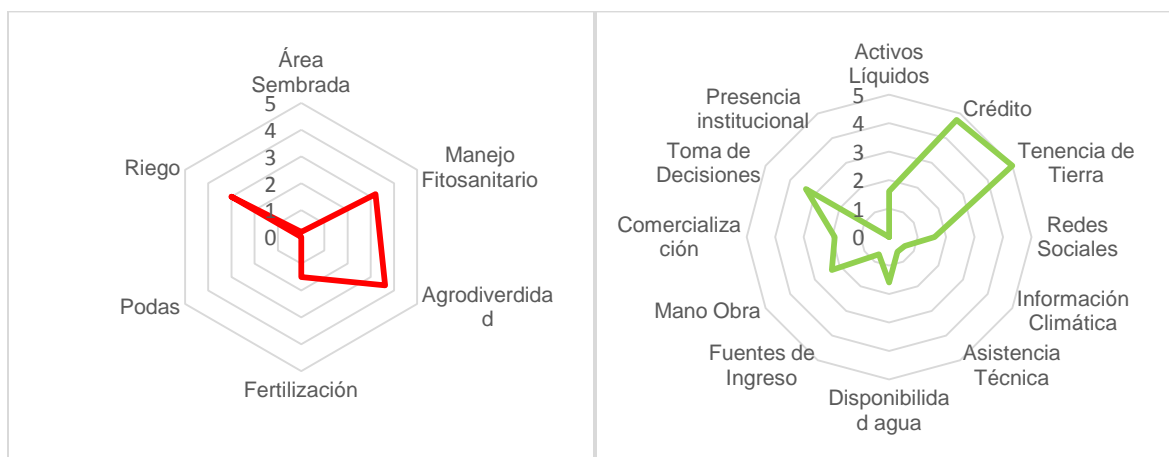 Área
Sembrada
5
4
3
2
1
0
Manejo
Fitosanitario
Agrodiverdida
d
Fertilización
Podas
Riego
Activos
Líquidos
5
4
3
2
1
0
Crédito
Tenencia de
Tierra
Redes
Sociales
Información
Climática
Asistencia
Técnica
Disponibilida
d agua
Fuentes de
Ingreso
Mano Obra
Comercializa
ción
Toma de
Decisiones
Presencia
institucional